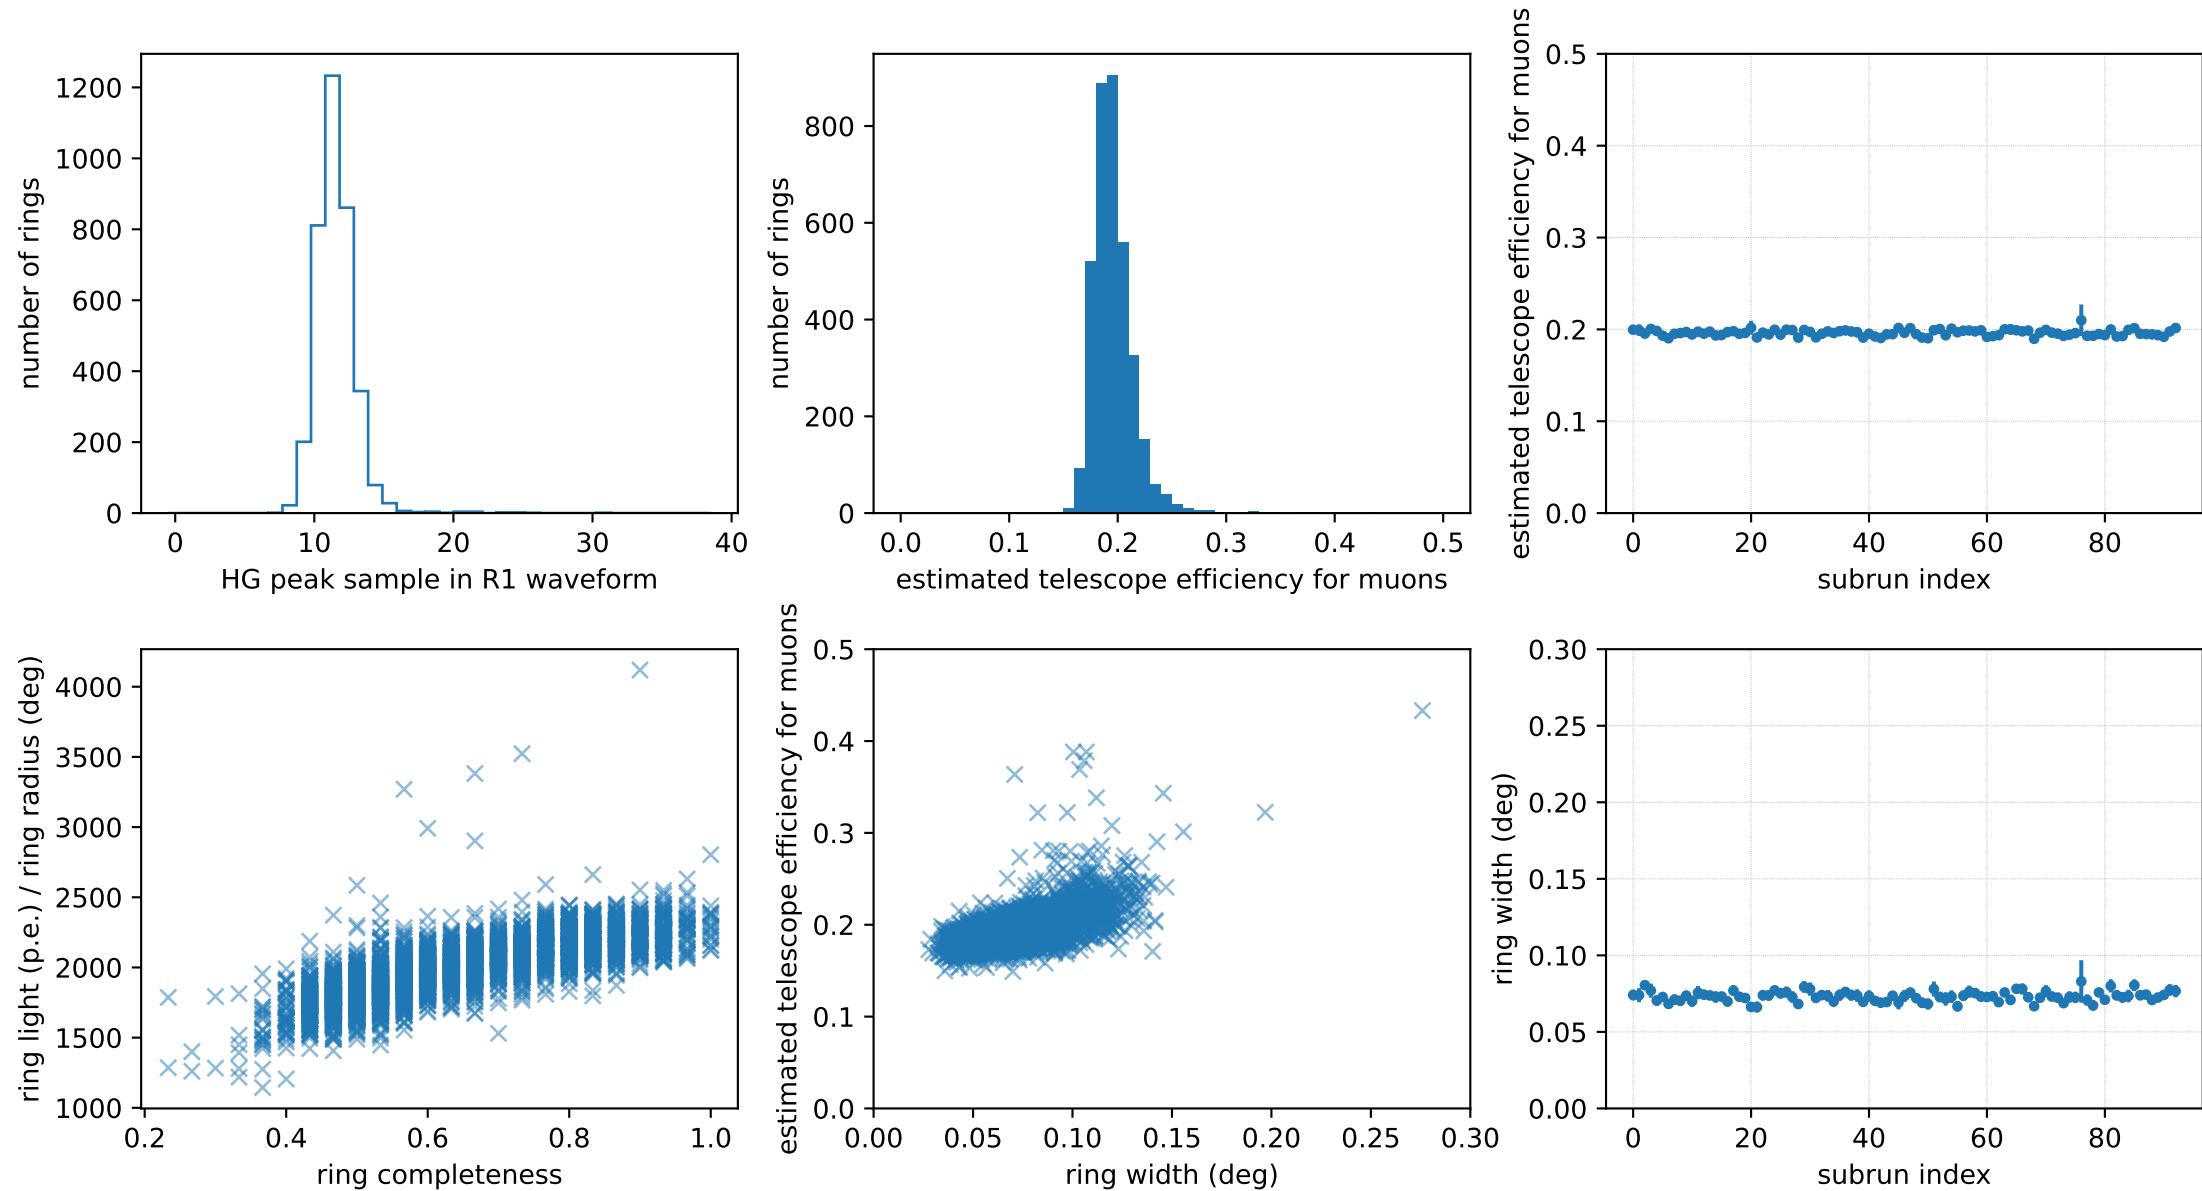 number of rings
1200
1000
800
600
400
200
0
0 10 20 30 40
HG peak sample in R1 waveform
number of rings
800
600
400
200
0
0.0 0.1 0.2 0.3 0.4 0.5
estimated telescope efficiency for muons
estimated telescope efficiency for muons
0.5
0.4
0.3
0.2
0.1
0.0
0 20 40 60 80
subrun index
ring light (p.e.) / ring radius (deg)
4000
3500
3000
2500
2000
1500
1000
0.2 0.4 0.6 0.8 1.0
ring completeness
estimated telescope efficiency for muons
0.5
0.4
0.3
0.2
0.1
0.0
0.00 0.05 0.10 0.15 0.20 0.25 0.30
ring width (deg)
ring width (deg)
0.30
0.25
0.20
0.15
0.10
0.05
0.00
0 20 40 60 80
subrun index